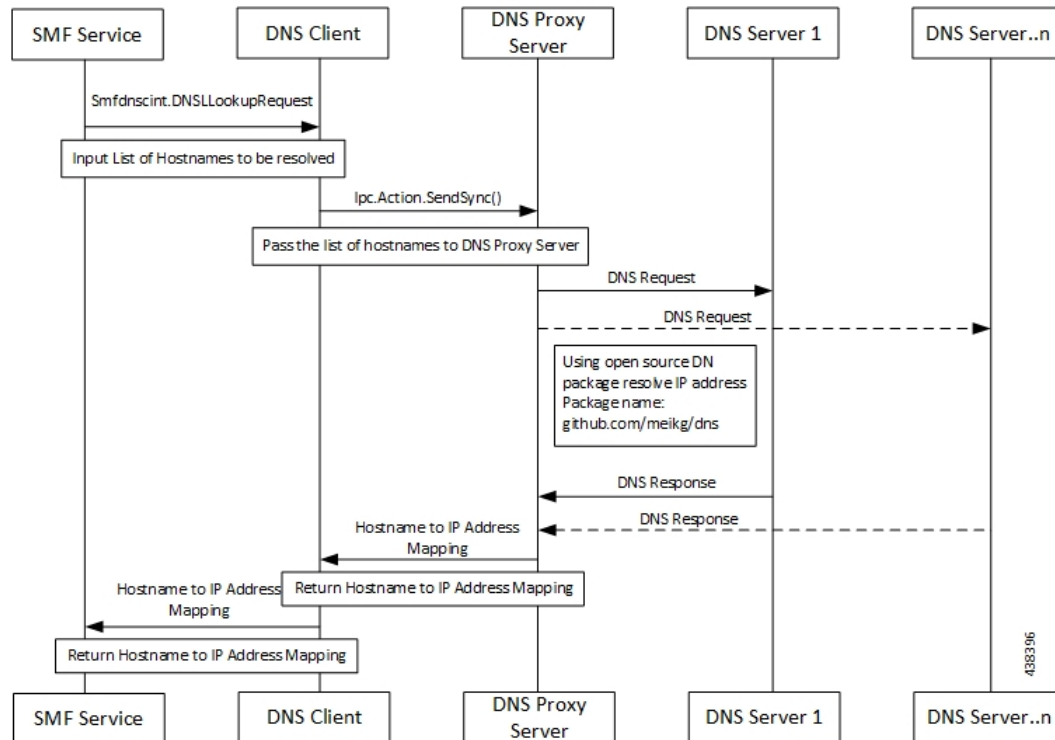 SMF Service
DNS Client
DNS Proxy
Server
DNS Server 1
DNS Server..n
Smfdnscint.DNSLLookupRequest
Input List of Hostnames to be resolved
Ipc.Action.SendSync()
Pass the list of hostnames to DNS Proxy Server
DNS Request
DNS Request
Using open source DN
package resolve IP address
Package name:
github.com/meikg/dns
DNS Response
DNS Response
Hostname to IP Address
Mapping
Return Hostname to IP Address Mapping
Hostname to IP Address
Mapping
Return Hostname to IP Address Mapping
438396
SMF Service
DNS Client
DNS Proxy
Server
DNS Server 1
DNS Server..n